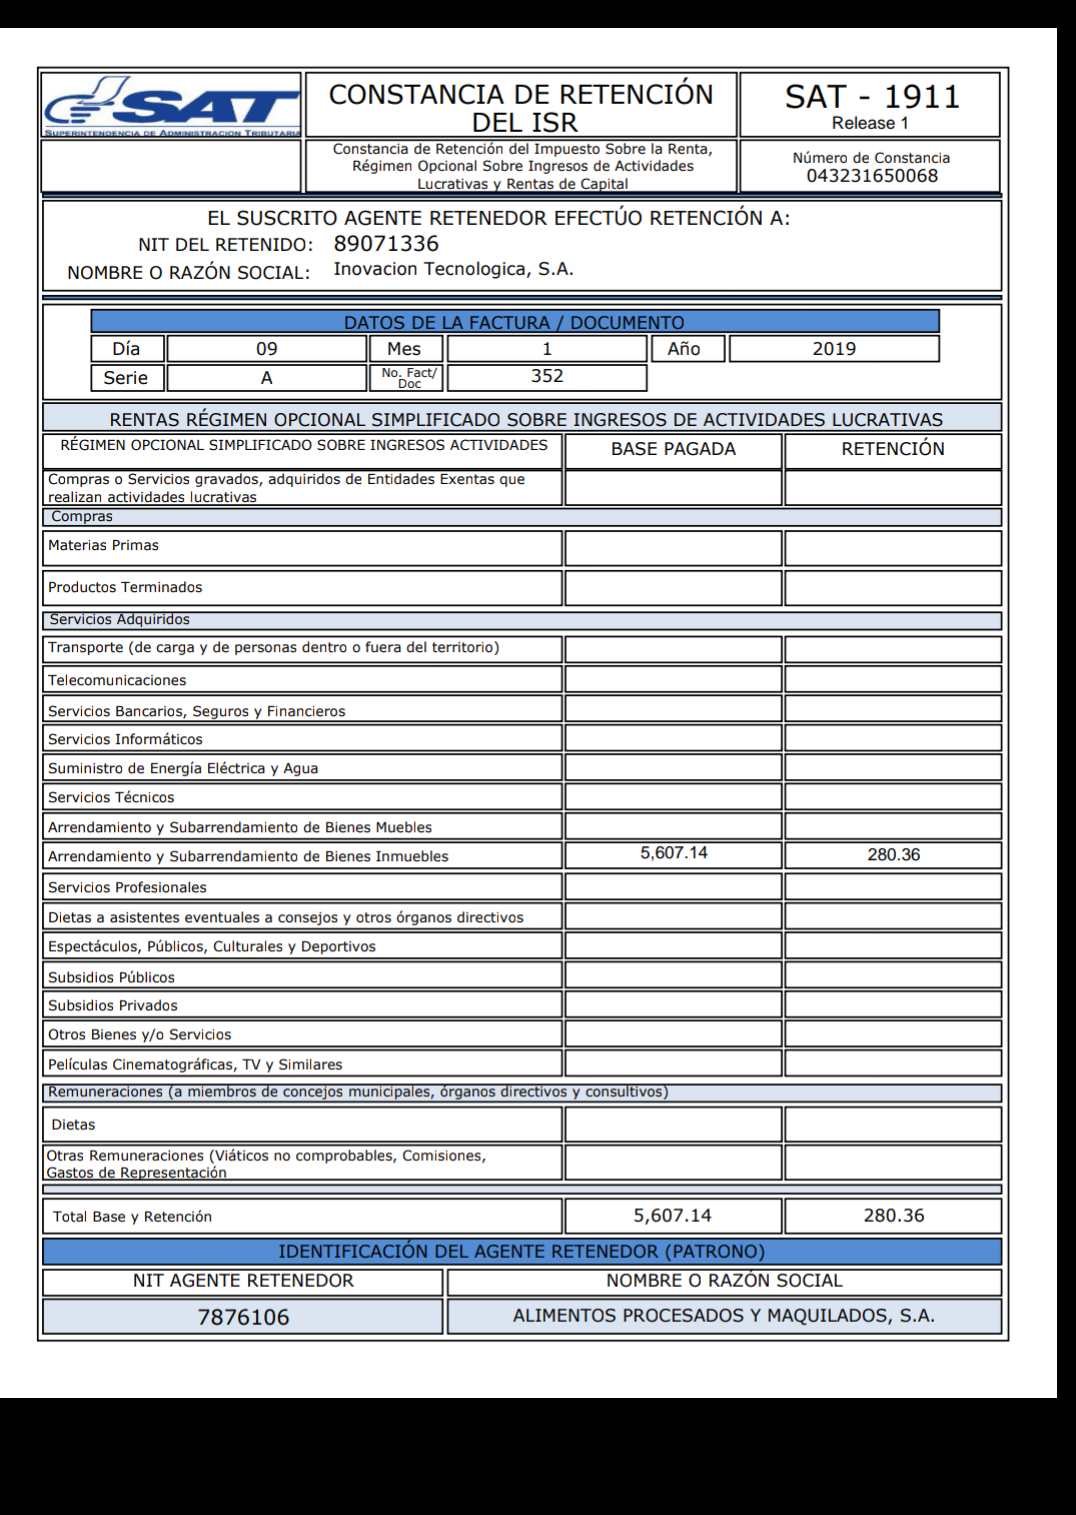 SAT
SUPERINTENDENCIA DE ADMINISTRACION TRIBUTARIA
CONSTANCIA DE RETENCIÓN
DEL ISR
SAT - 1911
Release 1
Constancia de Retención del Impuesto Sobre la Renta,
Régimen Opcional Sobre Ingresos de Actividades
Lucrativas y Rentas de Capital
Número de Constancia
043231650068
EL SUSCRITO AGENTE RETENEDOR EFECTÚO RETENCIÓN A:
NIT DEL RETENIDO: 89071336
NOMBRE O RAZÓN SOCIAL: Inovacion Tecnologica, S.A.
DATOS DE LA FACTURA / DOCUMENTO
Día 09 Mes 1 Año 2019
Serie A No. Fact/ Doc 352
RENTAS RÉGIMEN OPCIONAL SIMPLIFICADO SOBRE INGRESOS DE ACTIVIDADES LUCRATIVAS
RÉGIMEN OPCIONAL SIMPLIFICADO SOBRE INGRESOS ACTIVIDADES BASE PAGADA RETENCIÓN
Compras o Servicios gravados, adquiridos de Entidades Exentas que
realizan actividades lucrativas
Compras
Materias Primas
Productos Terminados
Servicios Adquiridos
Transporte (de carga y de personas dentro o fuera del territorio)
Telecomunicaciones
Servicios Bancarios, Seguros y Financieros
Servicios Informáticos
Suministro de Energía Eléctrica y Agua
Servicios Técnicos
Arrendamiento y Subarrendamiento de Bienes Muebles
Arrendamiento y Subarrendamiento de Bienes Inmuebles 5,607.14 280.36
Servicios Profesionales
Dietas a asistentes eventuales a consejos y otros órganos directivos
Espectáculos, Públicos, Culturales y Deportivos
Subsidios Públicos
Subsidios Privados
Otros Bienes y/o Servicios
Películas Cinematográficas, TV y Similares
Remuneraciones (a miembros de concejos municipales, órganos directivos y consultivos)
Dietas
Otras Remuneraciones (Viáticos no comprobables, Comisiones,
Gastos de Representación
Total Base y Retención 5,607.14 280.36
IDENTIFICACIÓN DEL AGENTE RETENEDOR (PATRONO)
NIT AGENTE RETENEDOR NOMBRE O RAZÓN SOCIAL
7876106 ALIMENTOS PROCESADOS Y MAQUILADOS, S.A.